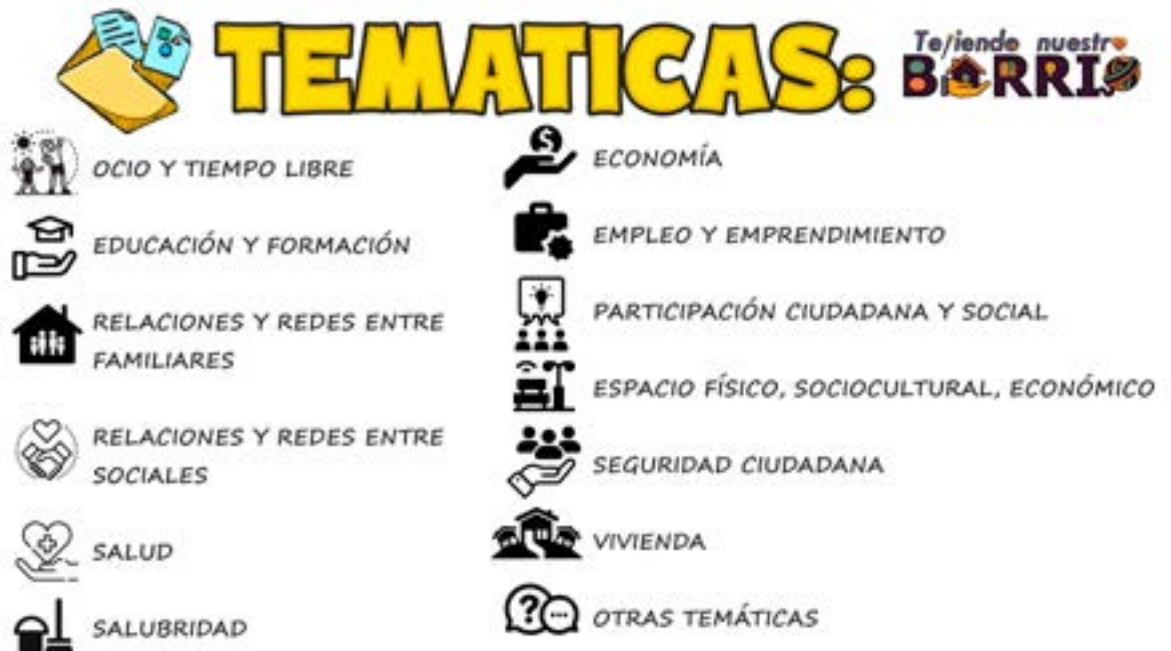 TEMATICAS:
Tejiendo nuestro
BARRIO
OCIO Y TIEMPO LIBRE
EDUCACIÓN Y FORMACIÓN
RELACIONES Y REDES ENTRE
FAMILIARES
RELACIONES Y REDES ENTRE
SOCIALES
SALUD
SALUBRIDAD
ECONOMÍA
EMPLEO Y EMPRENDIMIENTO
PARTICIPACIÓN CIUDADANA Y SOCIAL
ESPACIO FÍSICO, SOCIOCULTURAL, ECONÓMICO
SEGURIDAD CIUDADANA
VIVIENDA
OTRAS TEMÁTICAS